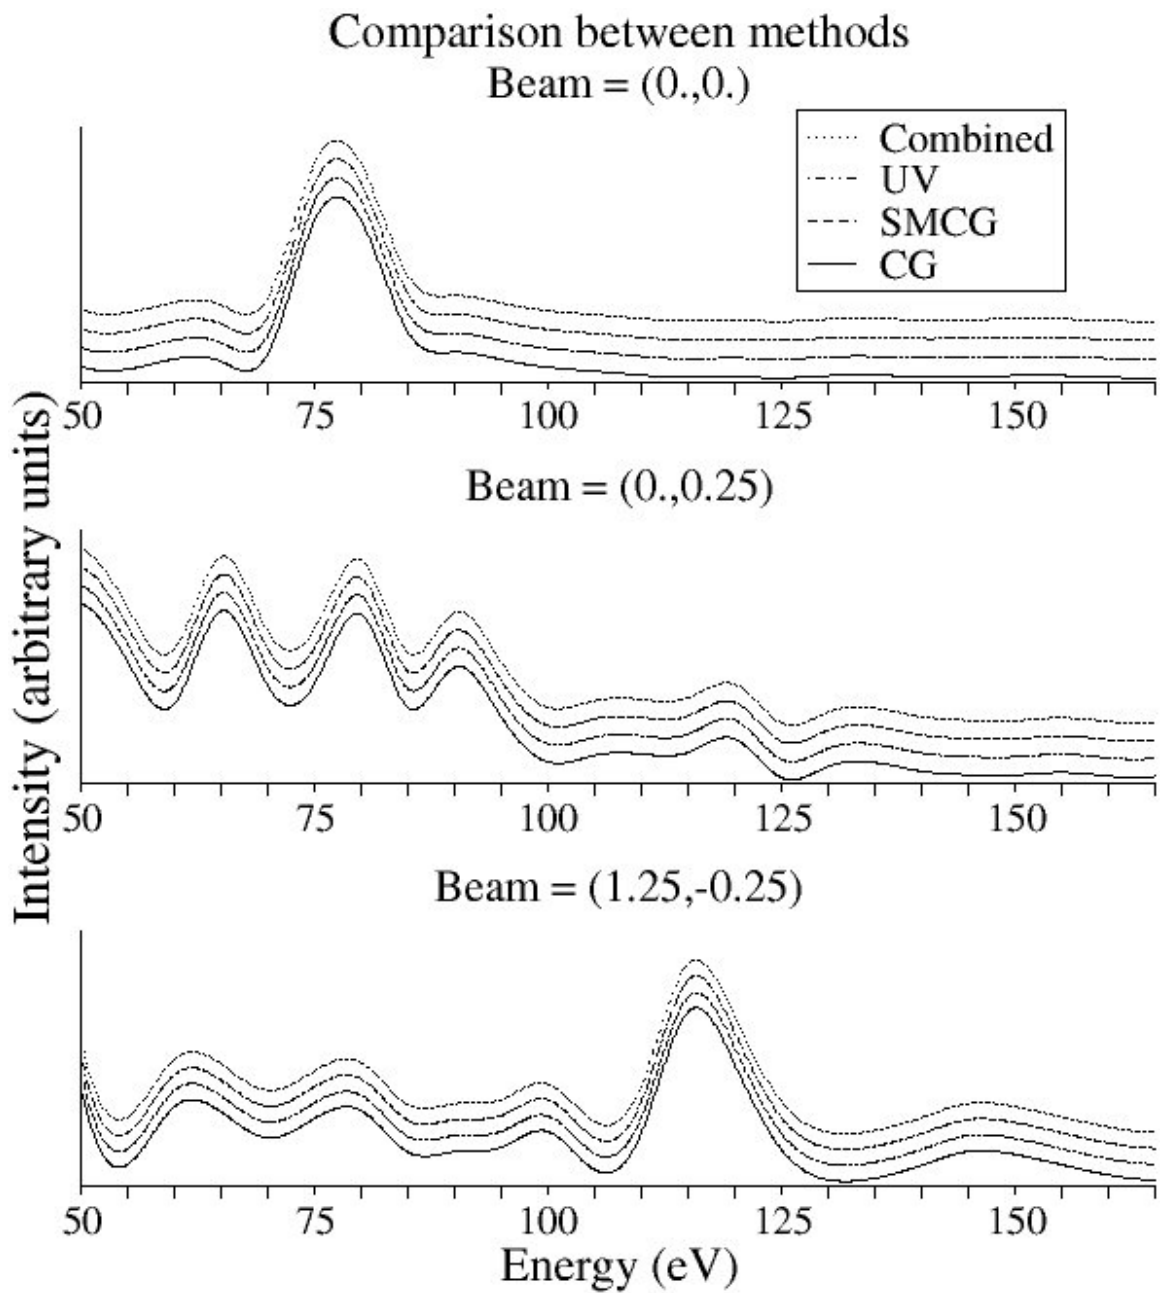 Comparison between methods
Beam = (0.,0.)
Combined
UV
SMCG
CG
50 75 100 125 150
Beam = (0.,0.25)
50 75 100 125 150
Beam = (1.25,-0.25)
50 75 100 125 150
Energy (eV)
Intensity (arbitrary units)